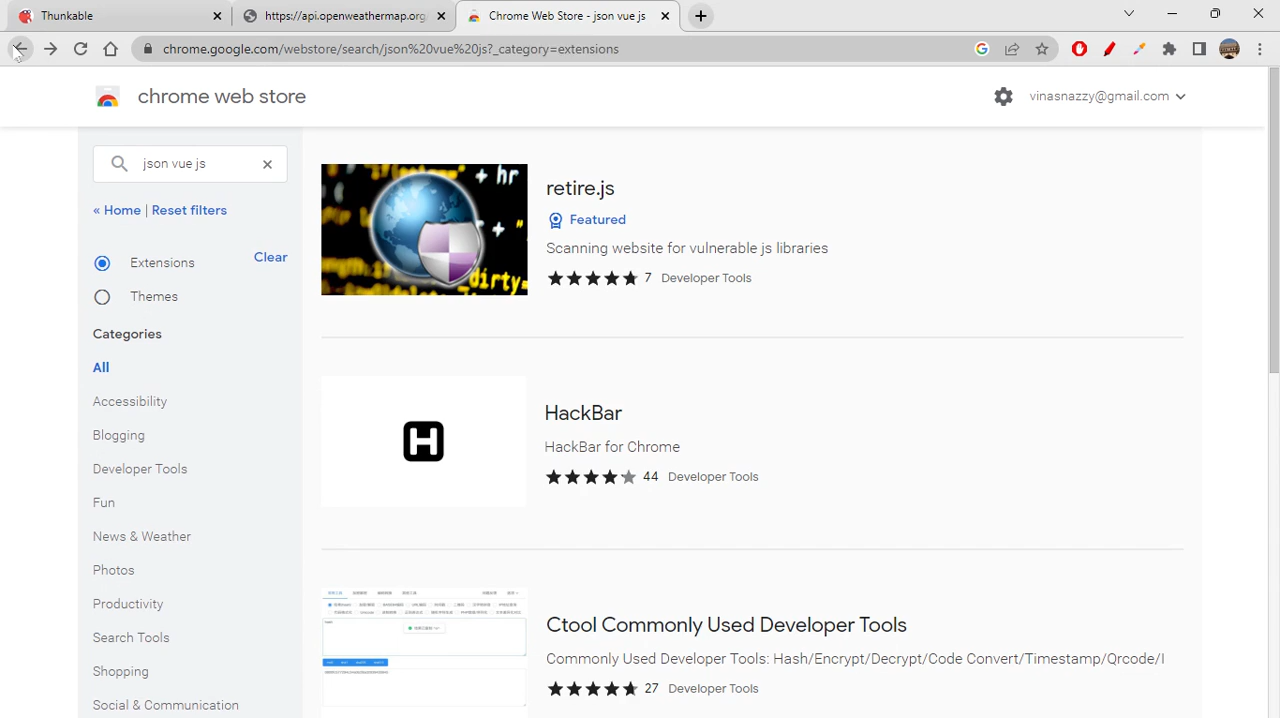 Thinkable
https://api.openweathermap.org
Chrome Web Store - json vue js
chrome.google.com/webstore/search/json%20vue%20js?_category=extensions
chrome web store
vinasnazzy@gmail.com
json vue js
« Home | Reset filters
Extensions
Clear
Themes
Categories
All
Accessibility
Blogging
Developer Tools
Fun
News & Weather
Photos
Productivity
Search Tools
Shopping
Social & Communication
+ hr
_dirty=
retire.js
Featured
Scanning website for vulnerable js libraries
7 Developer Tools
H
HackBar
HackBar for Chrome
44 Developer Tools
Ctool Commonly Used Developer Tools
Commonly Used Developer Tools: Hash/Encrypt/Decrypt/Code Convert/Timestamp/Qrcode/I
27 Developer Tools